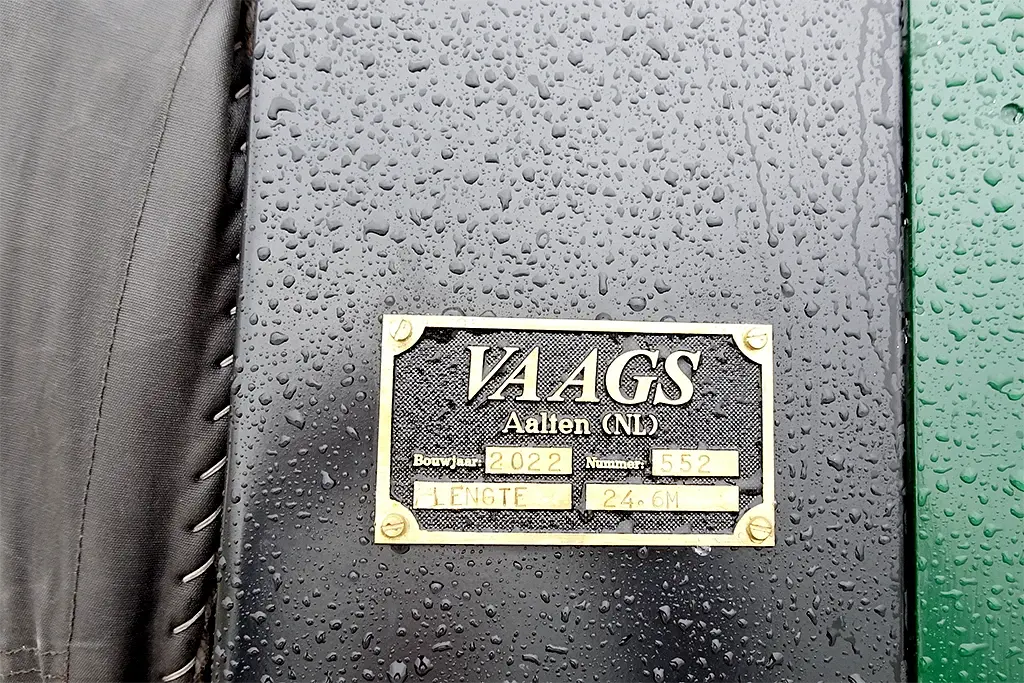 VAAGS
Aalten (NL)
Bouwjaar: 2022 Nummer: 552
LENGTE 24.6M